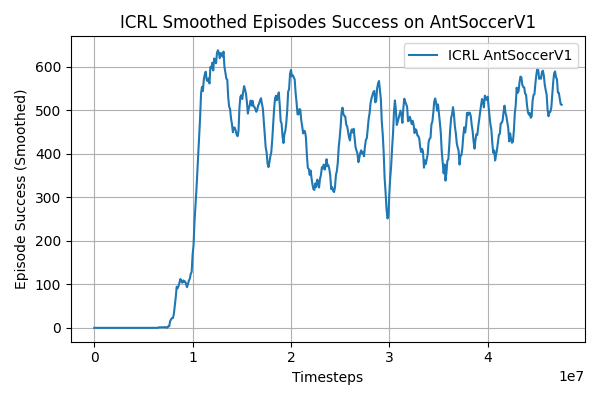 ICRL Smoothed Episodes Success on AntSoccerV1
ICRL AntSoccerV1
Episode Success (Smoothed)
600
500
400
300
200
100
0
0 1 2 3 4
1e7
Timesteps